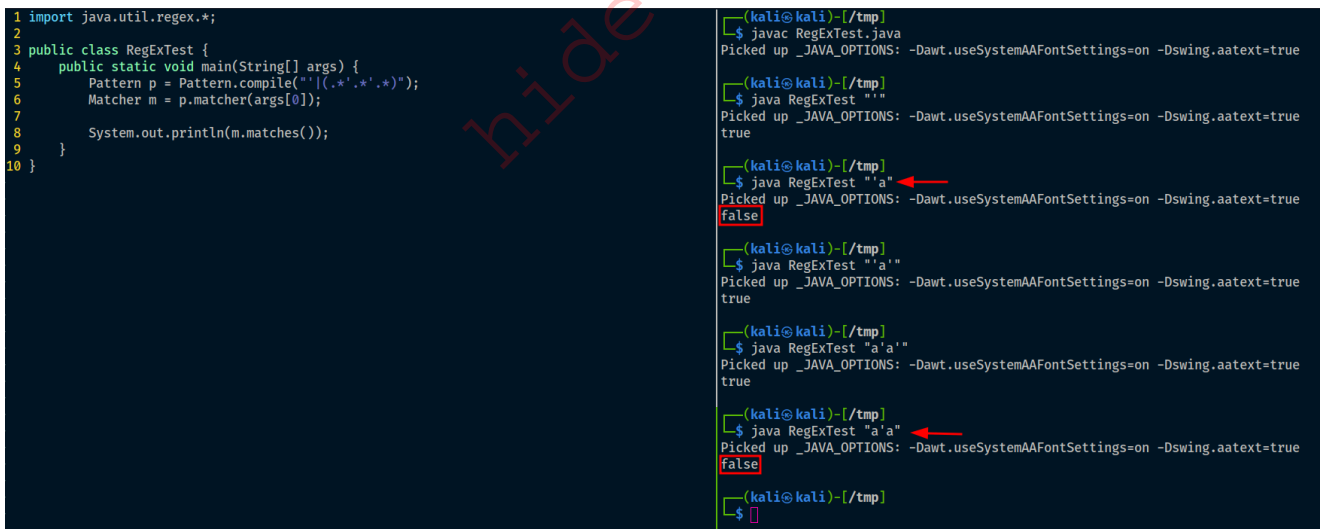 1 import java.util.regex.*;
2
3 public class RegExTest {
4     public static void main(String[] args) {
5         Pattern p = Pattern.compile("'|(.*'.*'.*)");
6         Matcher m = p.matcher(args[0]);
7
8         System.out.println(m.matches());
9     }
10 }
hide
┌──(kali㉿kali)-[/tmp]
└─$ javac RegExTest.java
Picked up _JAVA_OPTIONS: -Dawt.useSystemAAFontSettings=on -Dswing.aatext=true
┌──(kali㉿kali)-[/tmp]
└─$ java RegExTest "'"
Picked up _JAVA_OPTIONS: -Dawt.useSystemAAFontSettings=on -Dswing.aatext=true
true
┌──(kali㉿kali)-[/tmp]
└─$ java RegExTest "'a"
Picked up _JAVA_OPTIONS: -Dawt.useSystemAAFontSettings=on -Dswing.aatext=true
false
┌──(kali㉿kali)-[/tmp]
└─$ java RegExTest "'a'"
Picked up _JAVA_OPTIONS: -Dawt.useSystemAAFontSettings=on -Dswing.aatext=true
true
┌──(kali㉿kali)-[/tmp]
└─$ java RegExTest "a'a'"
Picked up _JAVA_OPTIONS: -Dawt.useSystemAAFontSettings=on -Dswing.aatext=true
true
┌──(kali㉿kali)-[/tmp]
└─$ java RegExTest "a'a"
Picked up _JAVA_OPTIONS: -Dawt.useSystemAAFontSettings=on -Dswing.aatext=true
false
┌──(kali㉿kali)-[/tmp]
└─$